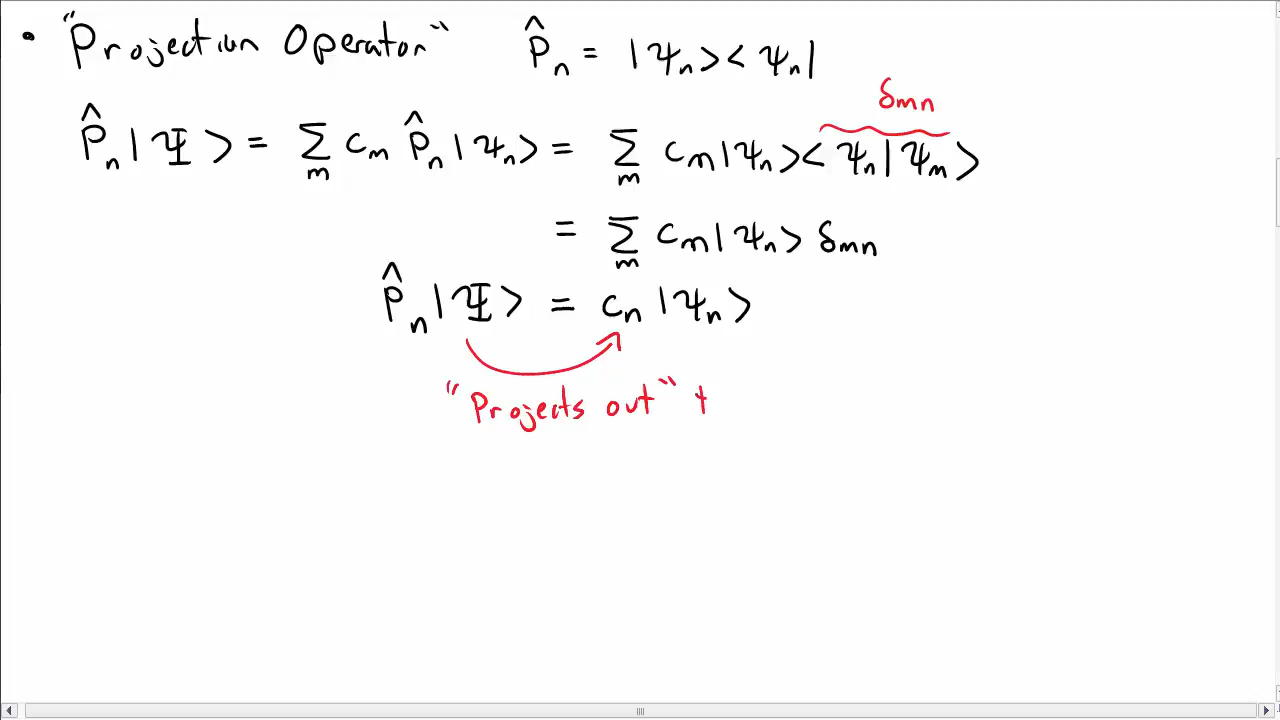 • "Projection Operator" P̂ₙ = |ψₙ><ψₙ|
δₘₙ
P̂ₙ|Ψ> = Σₘ cₘ P̂ₙ|ψₙ> = Σₘ cₘ|ψₙ><ψₙ|ψₘ>
= Σₘ cₘ|ψₙ> δₘₙ
P̂ₙ|Ψ> = cₙ|ψₙ>
"Projects out" t